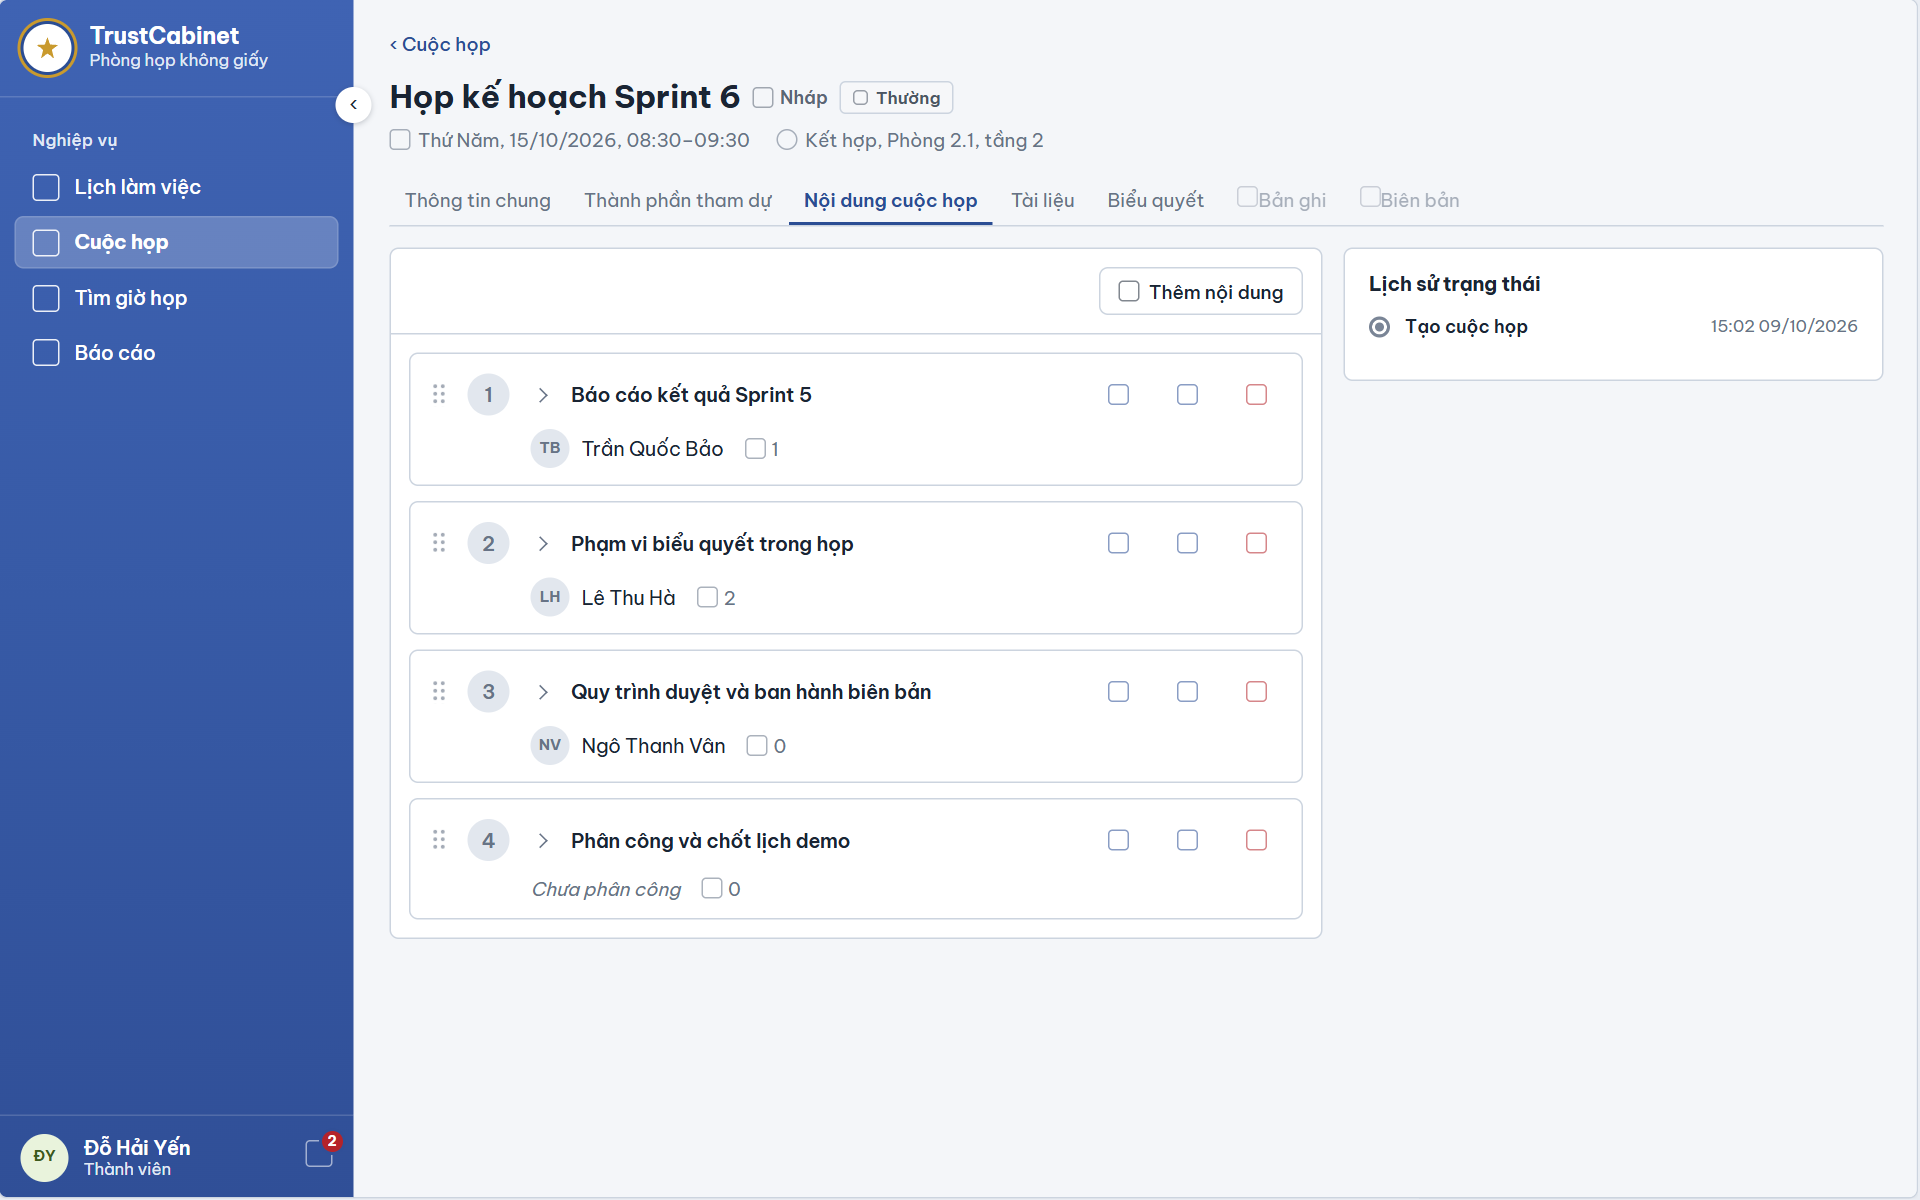 TrustCabinet
Phòng họp không giấy
Nghiệp vụ
Lịch làm việc
Cuộc họp
Tìm giờ họp
Báo cáo
ĐY
Đỗ Hải Yến
Thành viên
2
‹ Cuộc họp
Họp kế hoạch Sprint 6 Nháp Thường
Thứ Năm, 15/10/2026, 08:30–09:30 Kết hợp, Phòng 2.1, tầng 2
Thông tin chung Thành phần tham dự Nội dung cuộc họp Tài liệu Biểu quyết Bản ghi Biên bản
Thêm nội dung
1 Báo cáo kết quả Sprint 5
TB Trần Quốc Bảo 1
2 Phạm vi biểu quyết trong họp
LH Lê Thu Hà 2
3 Quy trình duyệt và ban hành biên bản
NV Ngô Thanh Vân 0
4 Phân công và chốt lịch demo
Chưa phân công 0
Lịch sử trạng thái
Tạo cuộc họp 15:02 09/10/2026